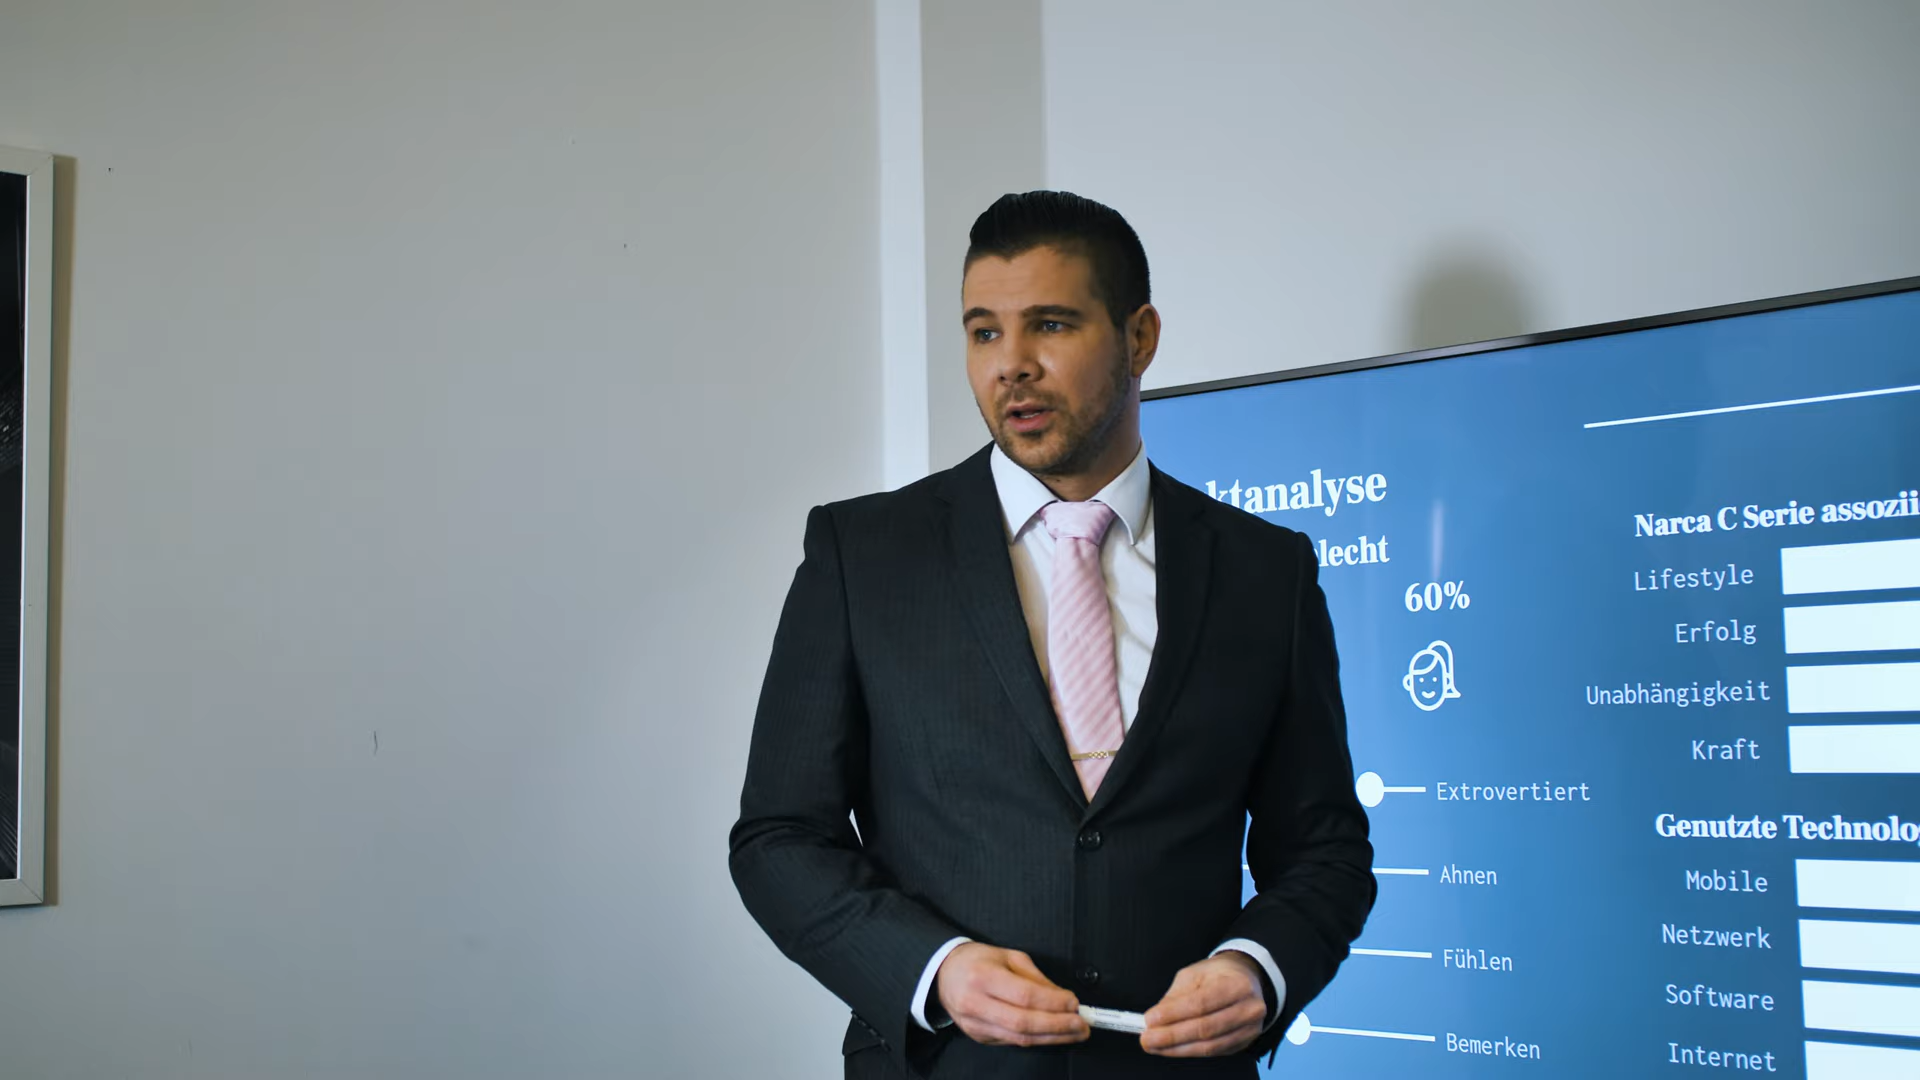 ktanalyse
lecht
60%
Extrovertiert
Ahnen
Fühlen
Bemerken
Narca C Serie assozii
Lifestyle
Erfolg
Unabhängigkeit
Kraft
Genutzte Technolo
Mobile
Netzwerk
Software
Internet